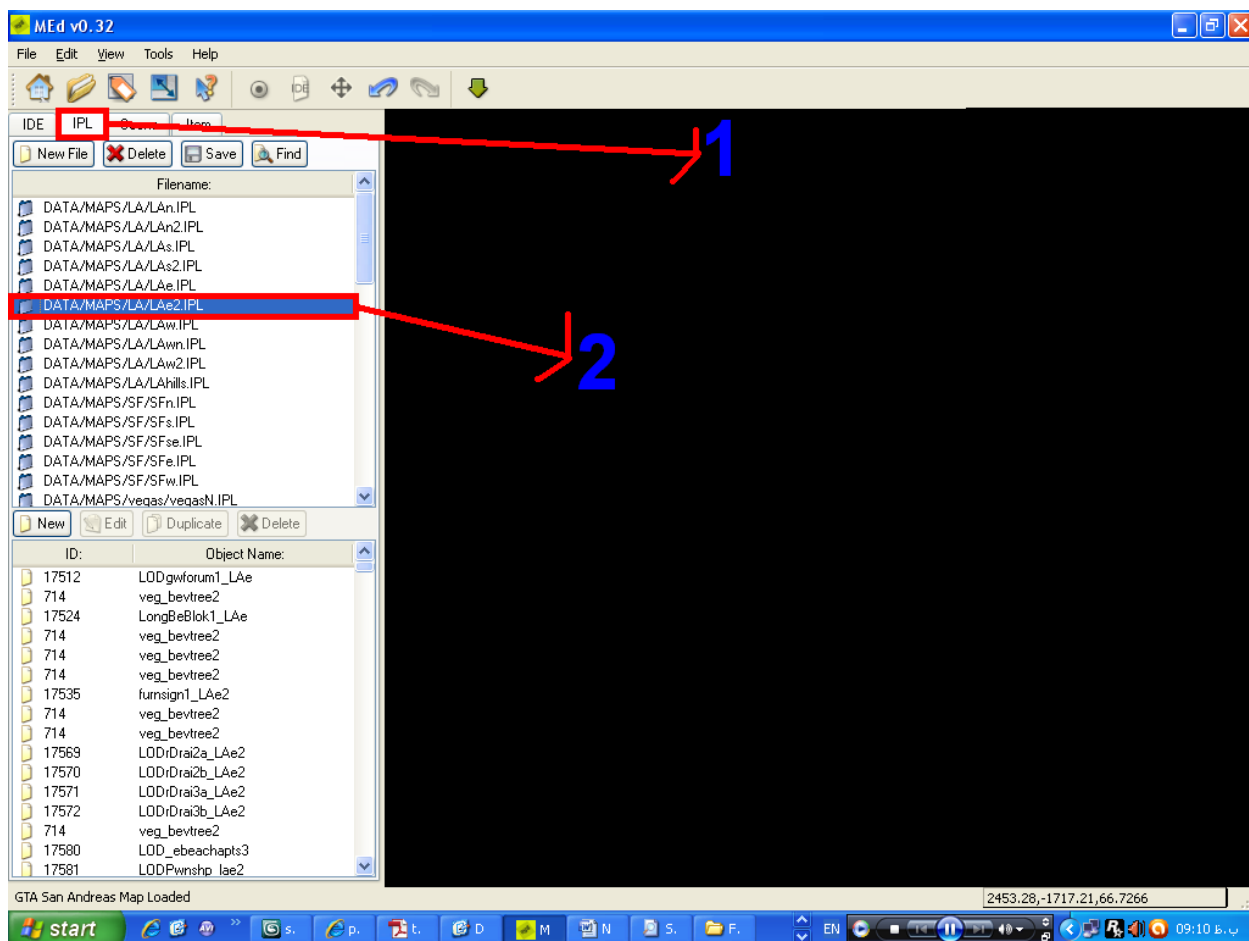 MEd v0.32
File Edit View Tools Help
IDE IPL Item
1
New File Delete Save Find
Filename:
DATA/MAPS/LA/LAn.IPL
DATA/MAPS/LA/LAn2.IPL
DATA/MAPS/LA/LAs.IPL
DATA/MAPS/LA/LAs2.IPL
DATA/MAPS/LA/LAe.IPL
DATA/MAPS/LA/LAe2.IPL
DATA/MAPS/LA/LAw.IPL
DATA/MAPS/LA/LAwn.IPL
2
DATA/MAPS/LA/LAw2.IPL
DATA/MAPS/LA/LAhills.IPL
DATA/MAPS/SF/SFn.IPL
DATA/MAPS/SF/SFs.IPL
DATA/MAPS/SF/SFse.IPL
DATA/MAPS/SF/SFe.IPL
DATA/MAPS/SF/SFw.IPL
DATA/MAPS/vegas/vegasN.IPL
New Edit Duplicate Delete
ID: Object Name:
17512 LODgwforum1_LAe
714 veg_bevtree2
17524 LongBeBlok1_LAe
714 veg_bevtree2
714 veg_bevtree2
714 veg_bevtree2
17535 furnsign1_LAe2
714 veg_bevtree2
714 veg_bevtree2
17569 LODrDrai2a_LAe2
17570 LODrDrai2b_LAe2
17571 LODrDrai3a_LAe2
17572 LODrDrai3b_LAe2
714 veg_bevtree2
17580 LOD_ebeachapts3
17581 LODPwnshp_lae2
GTA San Andreas Map Loaded 2453.28,-1717.21,66.7266
start s. p. t. D M N S. F. EN 09:10 ب.ظ